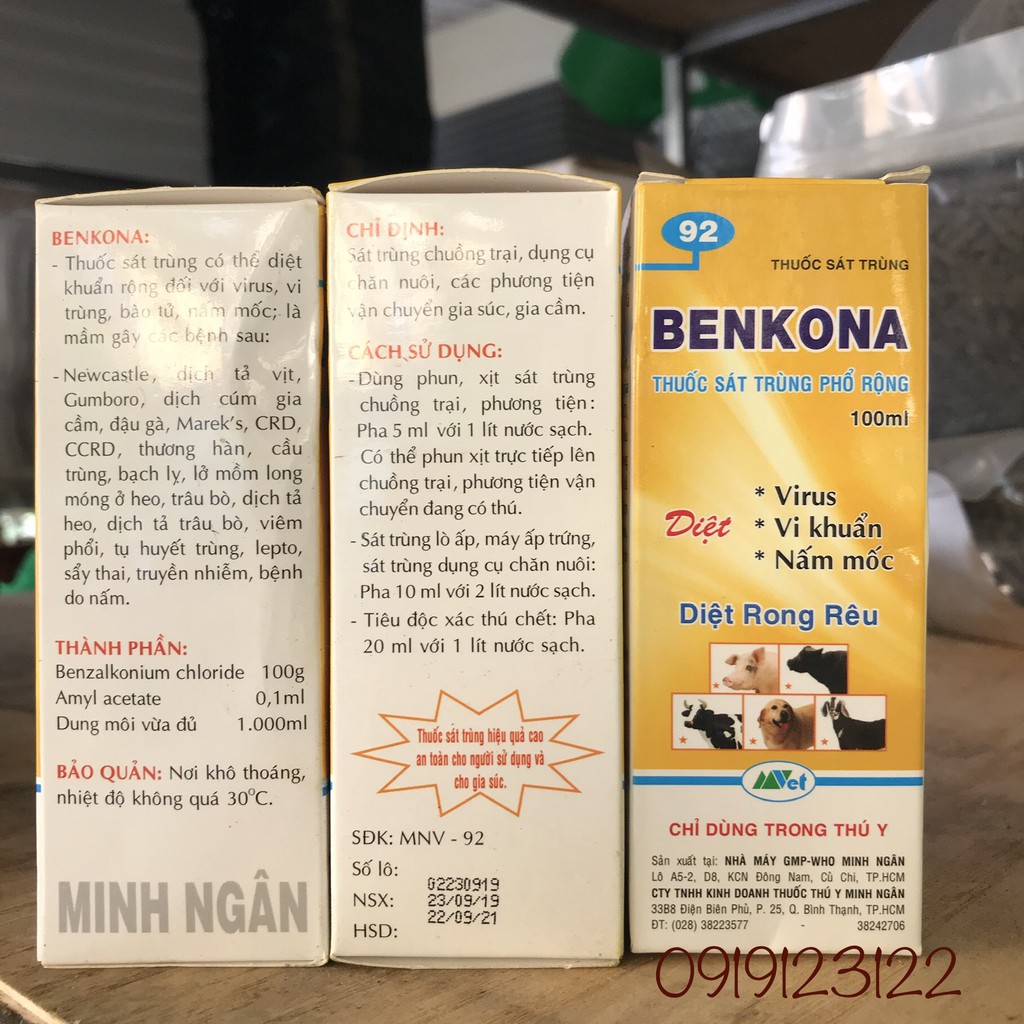 BENKONA:
- Thuốc sát trùng có thể diệt
khuẩn rộng đối với virus, vi
trùng, bào tử, nấm mốc; là
mầm gây các bệnh sau:
- Newcastle, dịch tả vịt,
Gumboro, dịch cúm gia
cầm, đậu gà, Marek's, CRD,
CCRD, thương hàn, cầu
trùng, bạch lỵ, lở mồm long
móng ở heo, trâu bò, dịch tả
heo, dịch tả trâu bò, viêm
phổi, tụ huyết trùng, lepto,
sẩy thai, truyền nhiễm, bệnh
do nấm.
THÀNH PHẦN:
Benzalkonium chloride 100g
Amyl acetate 0,1ml
Dung môi vừa đủ 1.000ml
BẢO QUẢN: Nơi khô thoáng,
nhiệt độ không quá 30°C.
MINH NGÂN
CHỈ ĐỊNH:
Sát trùng chuồng trại, dụng cụ
chăn nuôi, các phương tiện
vận chuyển gia súc, gia cầm.
CÁCH SỬ DỤNG:
- Dùng phun, xịt sát trùng
chuồng trại, phương tiện:
Pha 5 ml với 1 lít nước sạch.
Có thể phun xịt trực tiếp lên
chuồng trại, phương tiện vận
chuyển đang có thú.
- Sát trùng lò ấp, máy ấp trứng,
sát trùng dụng cụ chăn nuôi:
Pha 10 ml với 2 lít nước sạch.
- Tiêu độc xác thú chết: Pha
20 ml với 1 lít nước sạch.
Thuốc sát trùng hiệu quả cao
an toàn cho người sử dụng và
cho gia súc.
SĐK: MNV - 92
Số lô: 02230919
NSX: 23/09/19
HSD: 22/09/21
92
THUỐC SÁT TRÙNG
BENKONA
THUỐC SÁT TRÙNG PHỔ RỘNG
100ml
Diệt
* Virus
* Vi khuẩn
* Nấm mốc
Diệt Rong Rêu
MNVet
CHỈ DÙNG TRONG THÚ Y
Sản xuất tại: NHÀ MÁY GMP-WHO MINH NGÂN
Lô A5-2, D8, KCN Đông Nam, Củ Chi, TP.HCM
CTY TNHH KINH DOANH THUỐC THÚ Y MINH NGÂN
33B8 Điện Biên Phủ, P. 25, Q. Bình Thạnh, TP.HCM
ĐT: (028) 38223577 - 38242706
0919123122